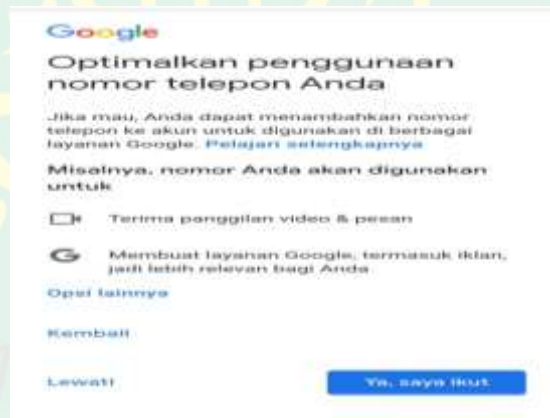 Google
Optimalkan penggunaan
nomor telepon Anda
Jika mau, Anda dapat menambahkan nomor
telepon ke akun untuk digunakan di berbagai
layanan Google. Pelajari selengkapnya
Misalnya, nomor Anda akan digunakan
untuk
Terima panggilan video & pesan
G Membuat layanan Google, termasuk iklan,
jadi lebih relevan bagi Anda
Opsi lainnya
Kembali
Lewati
Ya, saya ikut